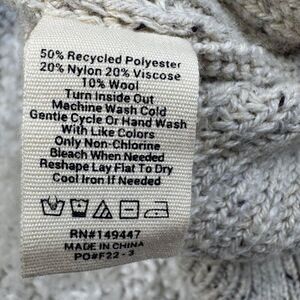 50% Recycled Polyester
20% Nylon 20% Viscose
10% Wool
Turn Inside Out
Machine Wash Cold
Gentle Cycle Or Hand Wash
With Like Colors
Only Non-Chlorine
Bleach When Needed
Reshape Lay Flat To Dry
Cool Iron If Needed
RN#149447
MADE IN CHINA
PO#F22 - 3